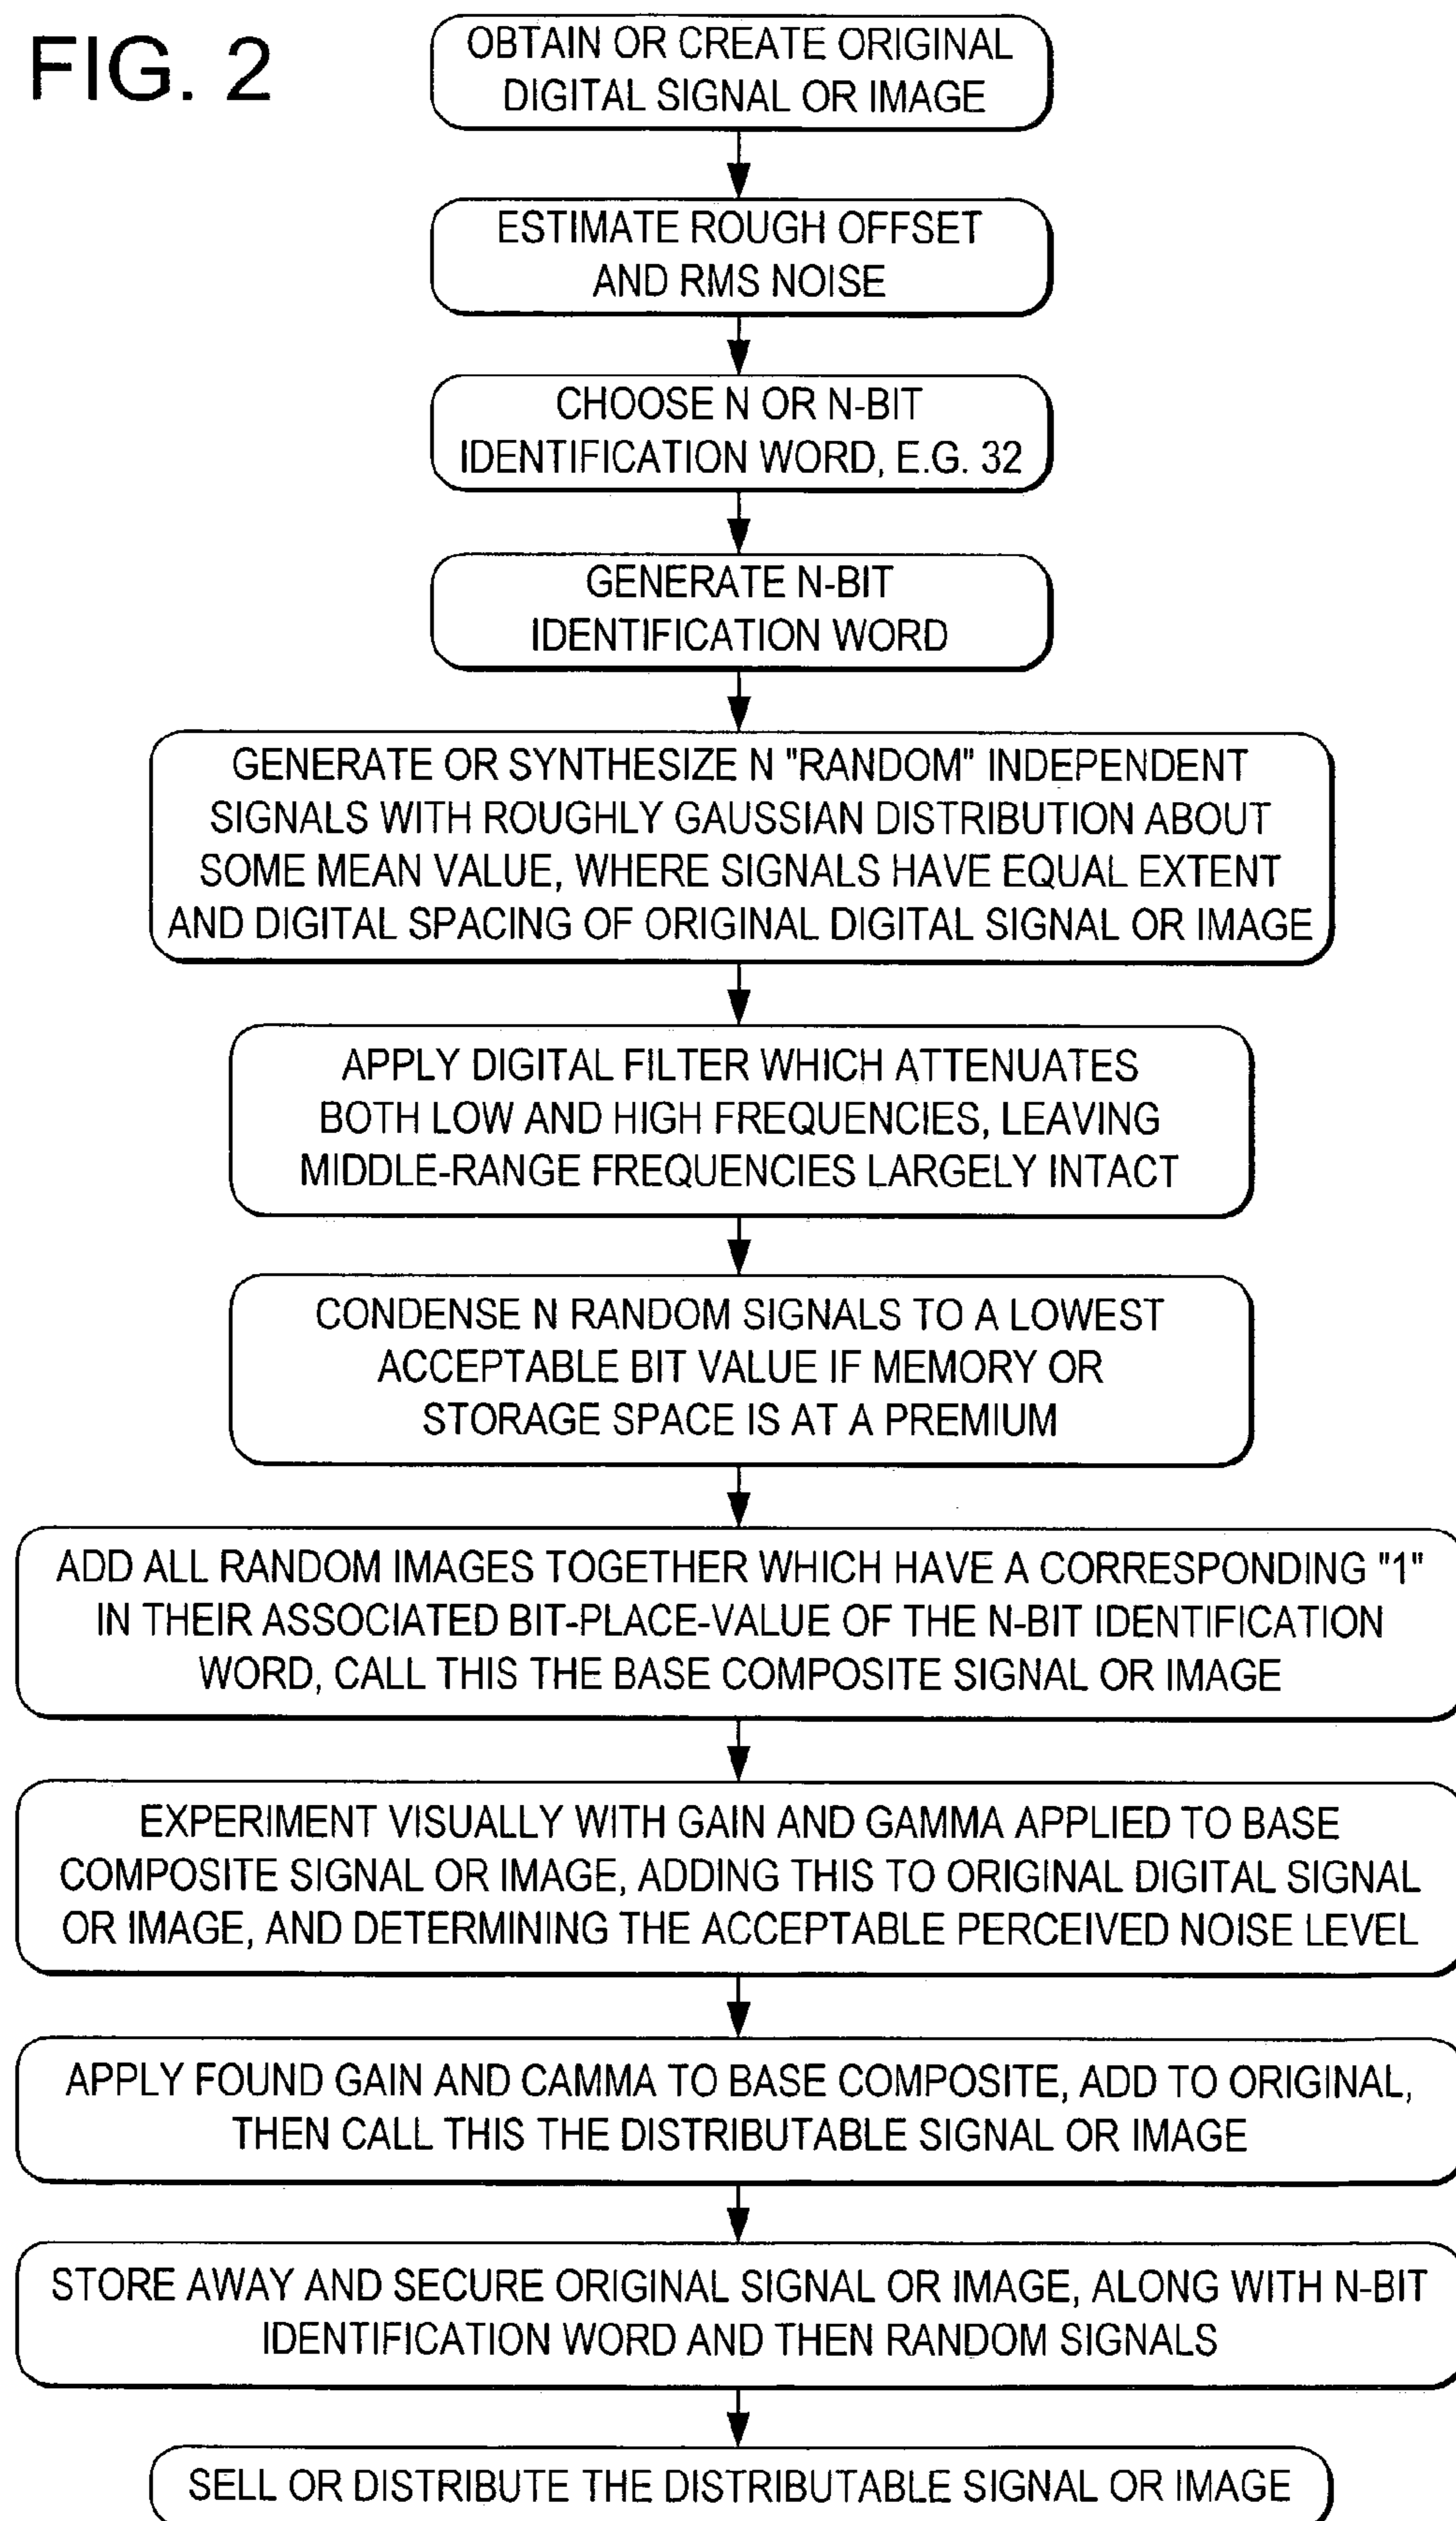 FIG. 2
OBTAIN OR CREATE ORIGINAL
DIGITAL SIGNAL OR IMAGE
ESTIMATE ROUGH OFFSET
AND RMS NOISE
CHOOSE N OR N-BIT
IDENTIFICATION WORD, E.G. 32
GENERATE N-BIT
IDENTIFICATION WORD
GENERATE OR SYNTHESIZE N "RANDOM" INDEPENDENT
SIGNALS WITH ROUGHLY GAUSSIAN DISTRIBUTION ABOUT
SOME MEAN VALUE, WHERE SIGNALS HAVE EQUAL EXTENT
AND DIGITAL SPACING OF ORIGINAL DIGITAL SIGNAL OR IMAGE
APPLY DIGITAL FILTER WHICH ATTENUATES
BOTH LOW AND HIGH FREQUENCIES, LEAVING
MIDDLE-RANGE FREQUENCIES LARGELY INTACT
CONDENSE N RANDOM SIGNALS TO A LOWEST
ACCEPTABLE BIT VALUE IF MEMORY OR
STORAGE SPACE IS AT A PREMIUM
ADD ALL RANDOM IMAGES TOGETHER WHICH HAVE A CORRESPONDING "1"
IN THEIR ASSOCIATED BIT-PLACE-VALUE OF THE N-BIT IDENTIFICATION
WORD, CALL THIS THE BASE COMPOSITE SIGNAL OR IMAGE
EXPERIMENT VISUALLY WITH GAIN AND GAMMA APPLIED TO BASE
COMPOSITE SIGNAL OR IMAGE, ADDING THIS TO ORIGINAL DIGITAL SIGNAL
OR IMAGE, AND DETERMINING THE ACCEPTABLE PERCEIVED NOISE LEVEL
APPLY FOUND GAIN AND CAMMA TO BASE COMPOSITE, ADD TO ORIGINAL,
THEN CALL THIS THE DISTRIBUTABLE SIGNAL OR IMAGE
STORE AWAY AND SECURE ORIGINAL SIGNAL OR IMAGE, ALONG WITH N-BIT
IDENTIFICATION WORD AND THEN RANDOM SIGNALS
SELL OR DISTRIBUTE THE DISTRIBUTABLE SIGNAL OR IMAGE